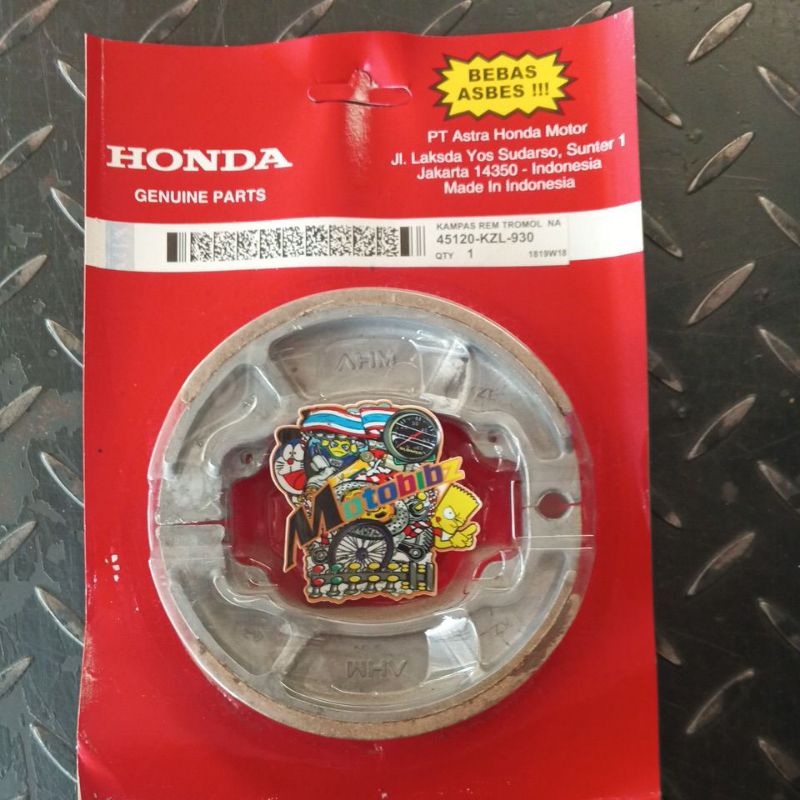 BEBAS
ASBES !!!
PT Astra Honda Motor
Jl. Laksda Yos Sudarso, Sunter 1
Jakarta 14350 - Indonesia
Made In Indonesia
HONDA
GENUINE PARTS
KAMPAS REM TROMOL NA
45120-KZL-930
QTY 1 1819W18
AHM
Motobibz
AHM